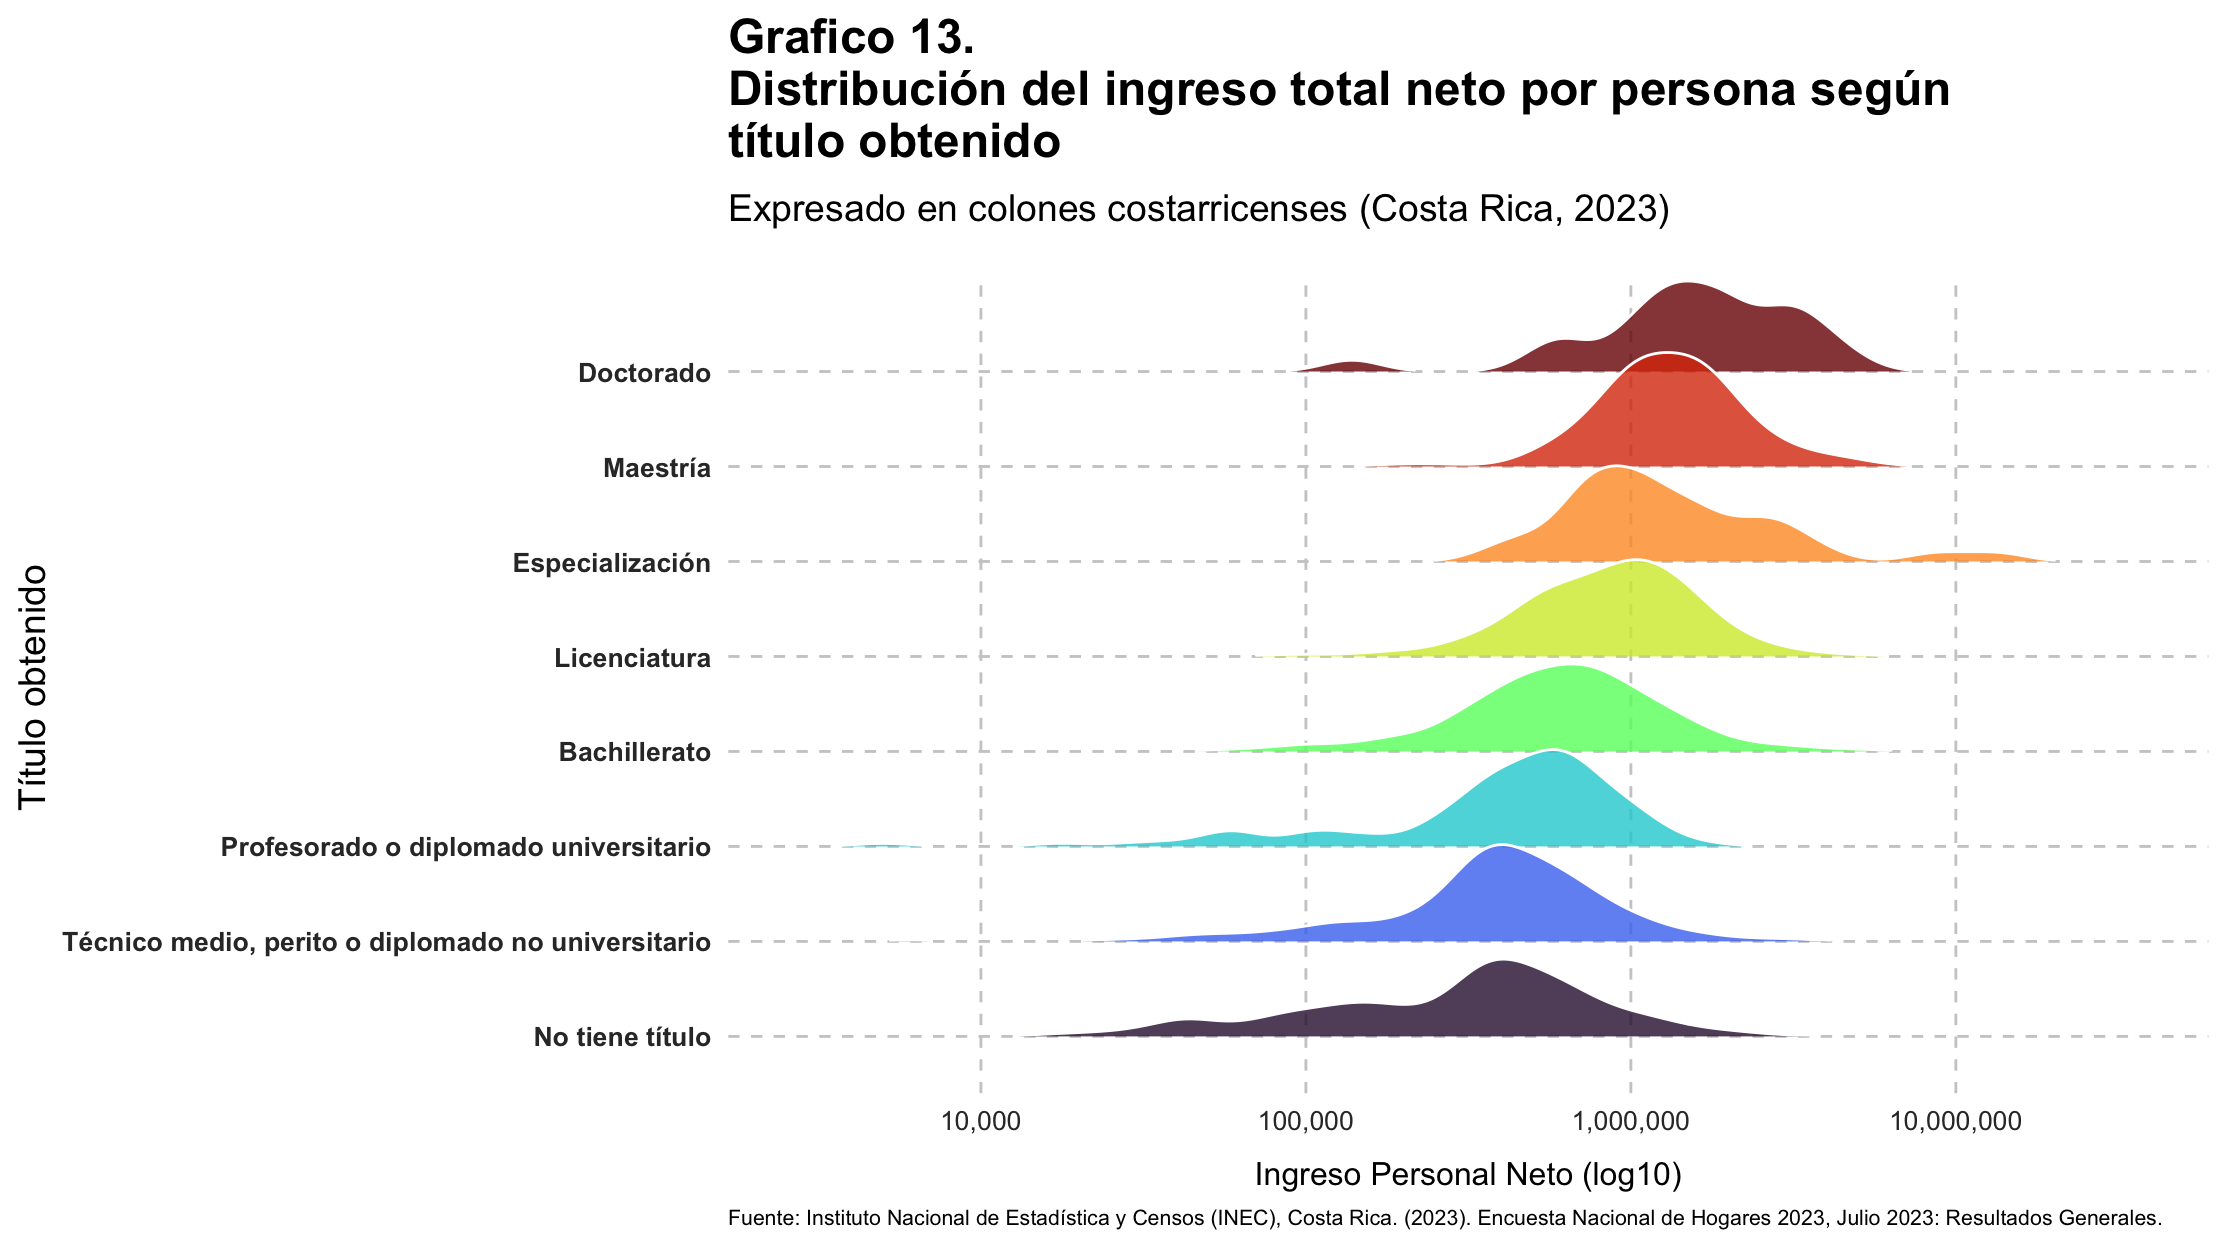 Grafico 13.
Distribución del ingreso total neto por persona según
título obtenido
Expresado en colones costarricenses (Costa Rica, 2023)
Título obtenido
Doctorado
Maestría
Especialización
Licenciatura
Bachillerato
Profesorado o diplomado universitario
Técnico medio, perito o diplomado no universitario
No tiene título
10,000
100,000
1,000,000
10,000,000
Ingreso Personal Neto (log10)
Fuente: Instituto Nacional de Estadística y Censos (INEC), Costa Rica. (2023). Encuesta Nacional de Hogares 2023, Julio 2023: Resultados Generales.